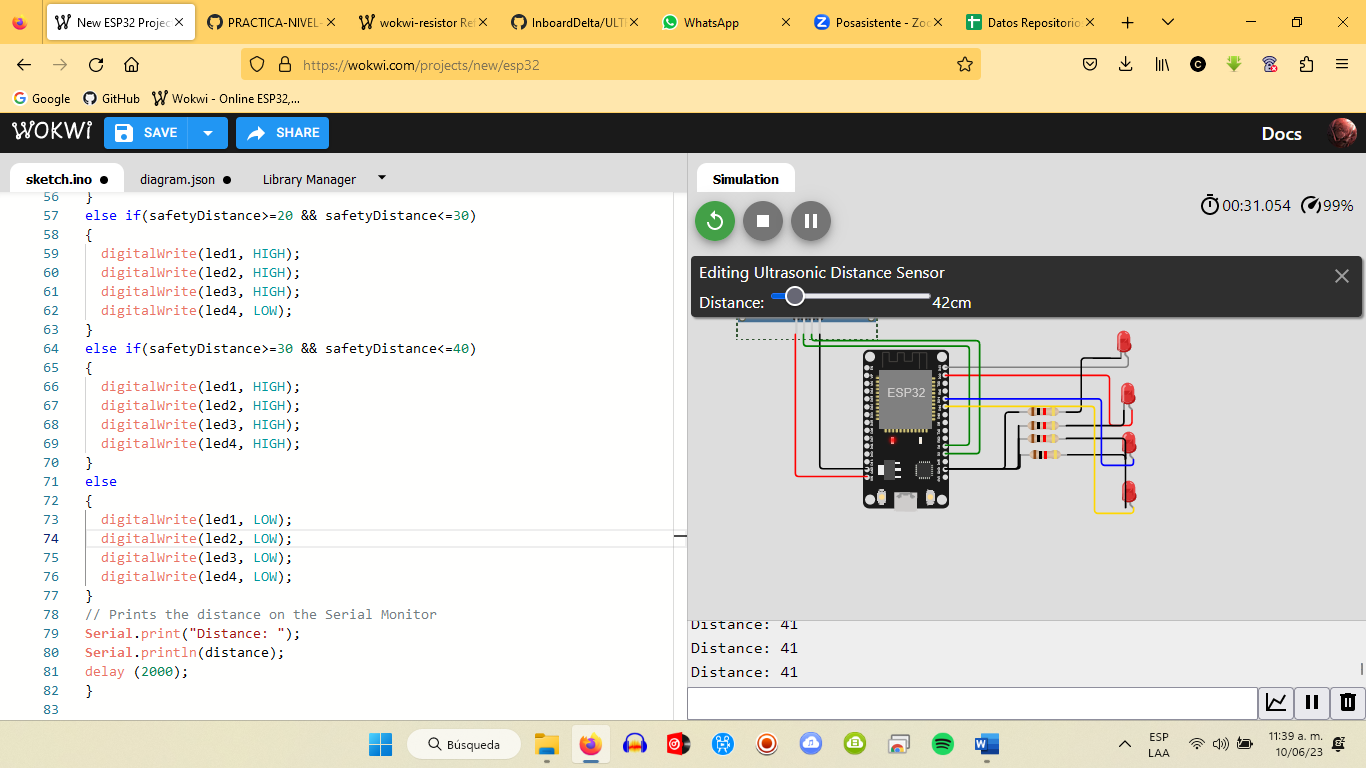 New ESP32 Projec
PRACTICA-NIVEL-
wokwi-resistor Ref
InboardDelta/ULT
WhatsApp
Posasistente - Zoo
Datos Repositorio
https://wokwi.com/projects/new/esp32
Google
GitHub
Wokwi - Online ESP32,...
WOKWI
SAVE
SHARE
Docs
sketch.ino
diagram.json
Library Manager
Simulation
00:31.054
99%
56 }
57 else if(safetyDistance>=20 && safetyDistance<=30)
58 {
59 digitalWrite(led1, HIGH);
60 digitalWrite(led2, HIGH);
61 digitalWrite(led3, HIGH);
62 digitalWrite(led4, LOW);
63 }
64 else if(safetyDistance>=30 && safetyDistance<=40)
65 {
66 digitalWrite(led1, HIGH);
67 digitalWrite(led2, HIGH);
68 digitalWrite(led3, HIGH);
69 digitalWrite(led4, HIGH);
70 }
71 else
72 {
73 digitalWrite(led1, LOW);
74 digitalWrite(led2, LOW);
75 digitalWrite(led3, LOW);
76 digitalWrite(led4, LOW);
77 }
78 // Prints the distance on the Serial Monitor
79 Serial.print("Distance: ");
80 Serial.println(distance);
81 delay (2000);
82 }
83
Editing Ultrasonic Distance Sensor
Distance: 42cm
ESP32
Distance: 41
Distance: 41
Distance: 41
Búsqueda
ESP
LAA
11:39 a. m.
10/06/23